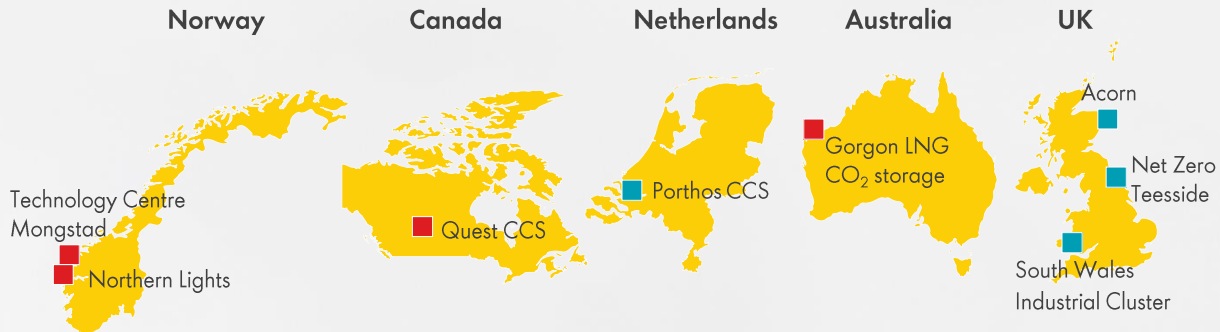 Norway
Canada
Netherlands
Australia
UK
Technology Centre
Mongstad
Northern Lights
Quest CCS
Porthos CCS
Gorgon LNG
CO₂ storage
Acorn
Net Zero
Teesside
South Wales
Industrial Cluster